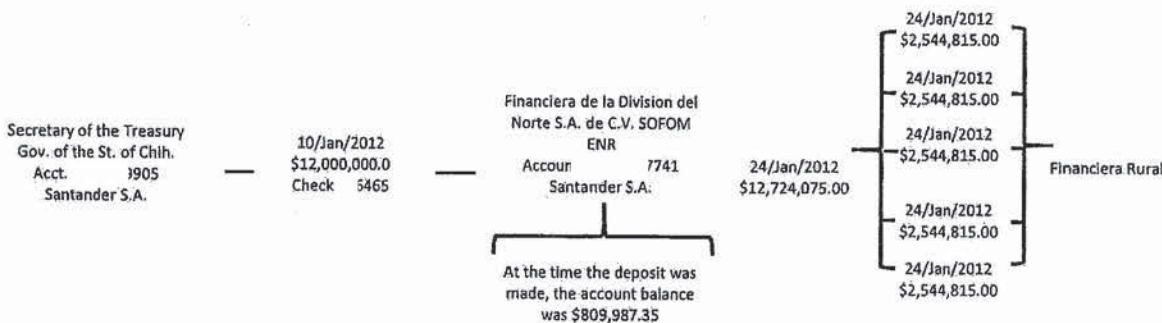 Secretary of the Treasury
Gov. of the St. of Chih.
Acct. 9905
Santander S.A.
10/Jan/2012
$12,000,000.0
Check 5465
Financiera de la Division del
Norte S.A. de C.V. SOFOM
ENR
Accoun 7741
Santander S.A.
At the time the deposit was
made, the account balance
was $809,987.35
24/Jan/2012
$12,724,075.00
24/Jan/2012
$2,544,815.00
24/Jan/2012
$2,544,815.00
24/Jan/2012
$2,544,815.00
24/Jan/2012
$2,544,815.00
24/Jan/2012
$2,544,815.00
Financiera Rural